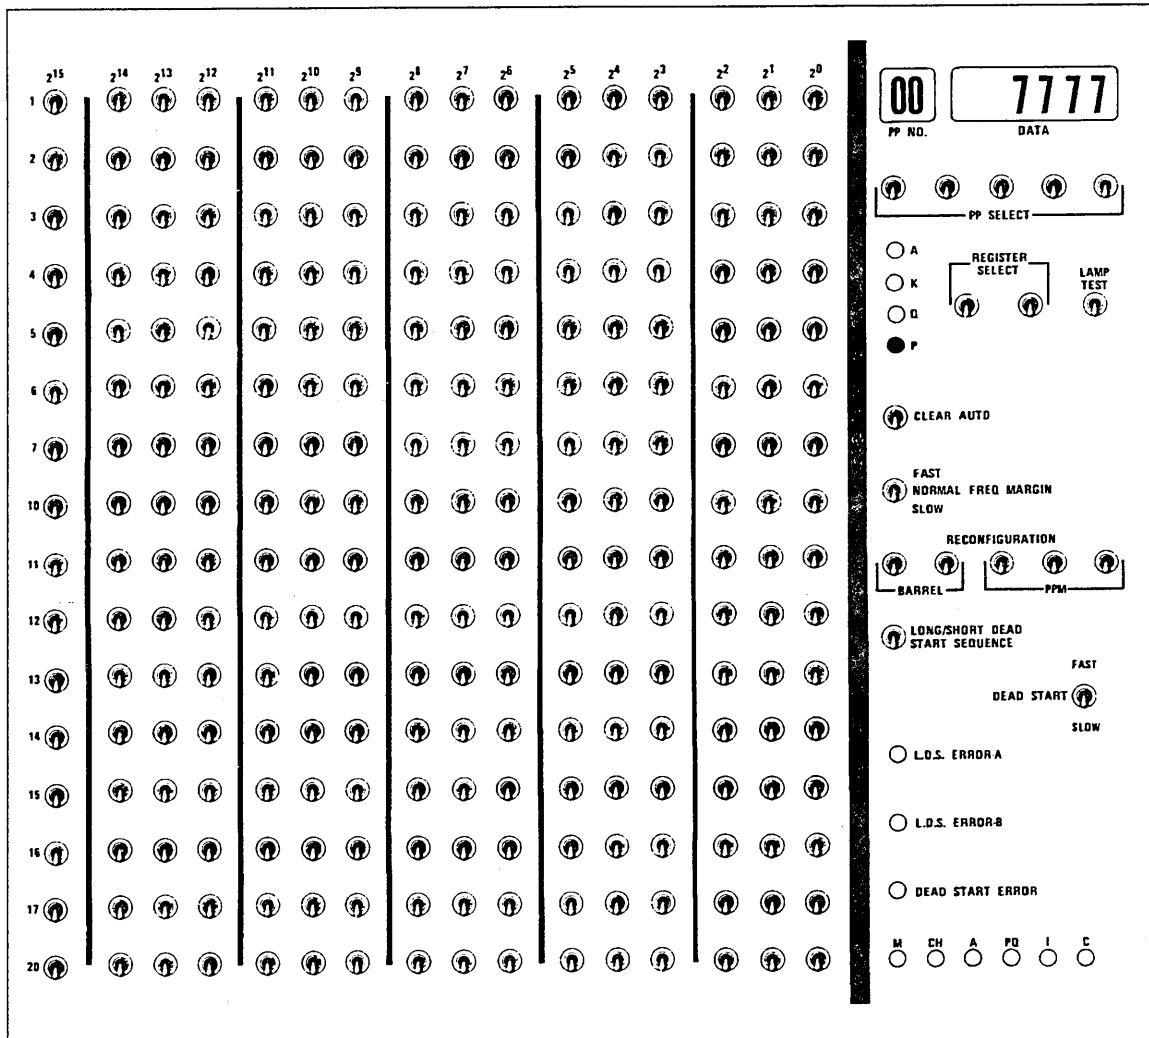 2¹⁵ 2¹⁴ 2¹³ 2¹² 2¹¹ 2¹⁰ 2⁹ 2⁸ 2⁷ 2⁶ 2⁵ 2⁴ 2³ 2² 2¹ 2⁰
1
2
3
4
5
6
7
10
11
12
13
14
15
16
17
20
00 7777
PP NO. DATA
PP SELECT
A
K
Q
P
REGISTER
SELECT
LAMP
TEST
CLEAR AUTO
FAST
NORMAL FREQ MARGIN
SLOW
RECONFIGURATION
BARREL PPM
LONG/SHORT DEAD
START SEQUENCE
FAST
DEAD START
SLOW
L.D.S. ERROR-A
L.D.S. ERROR-B
DEAD START ERROR
M CH A PQ I C